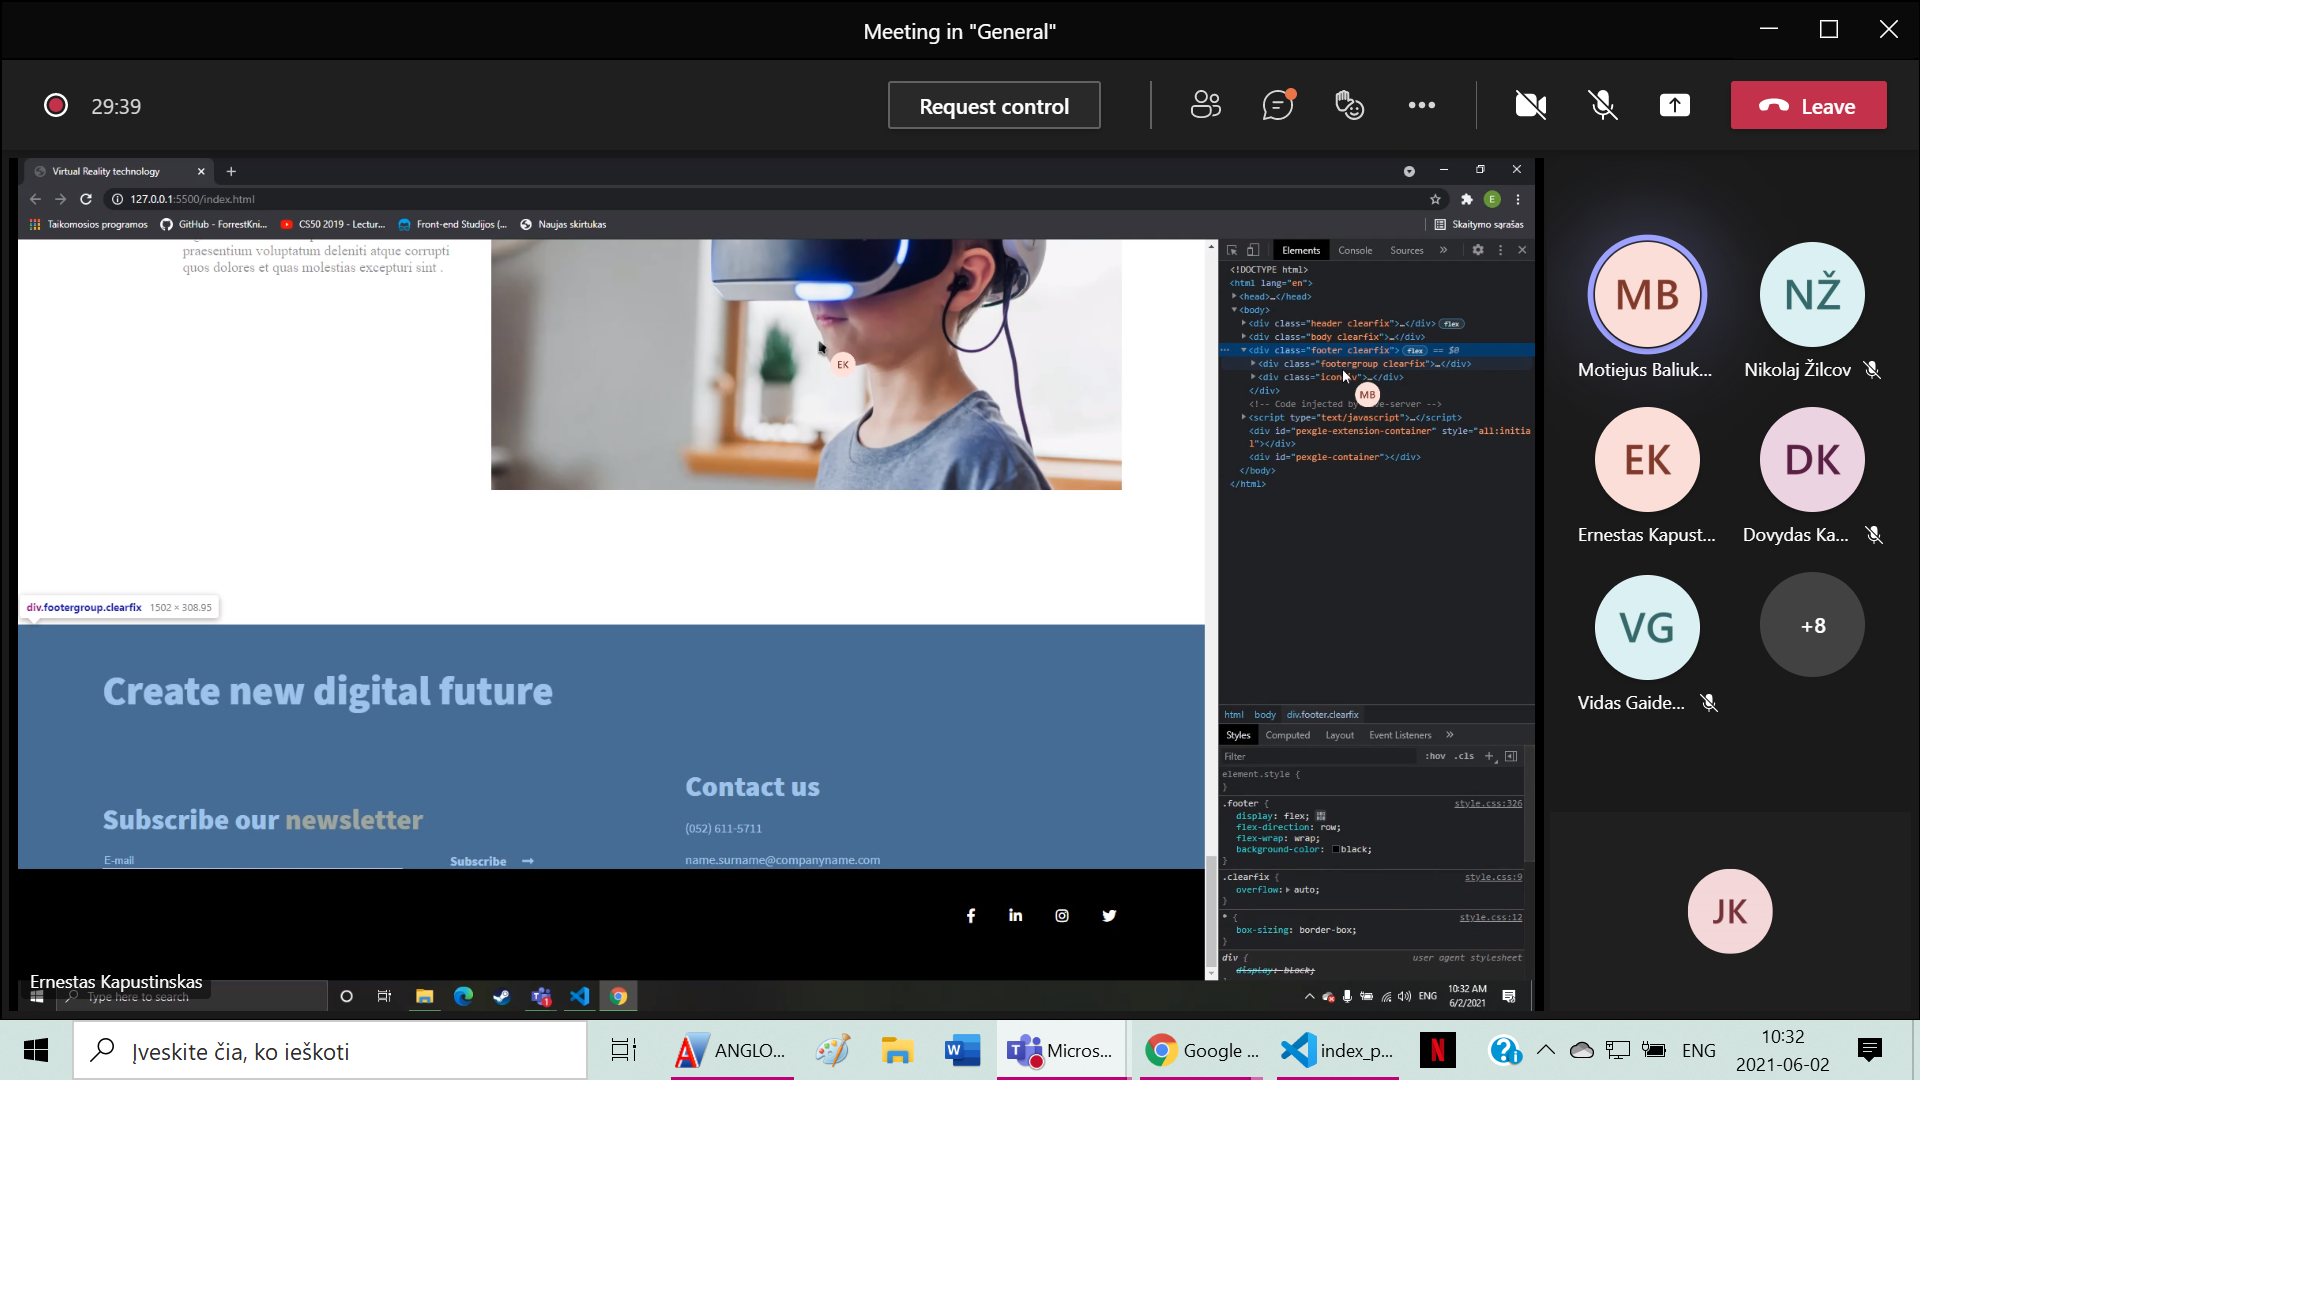 Meeting in "General"
29:39
Request control
Leave
Virtual Reality technology
127.0.0.1:5500/index.html
E
Taikomosios programos
GitHub - ForrestKni...
CS50 2019 - Lectur...
Front-end Studijos (...
Naujas skirtukas
Skaitymo sąrašas
praesentium voluptatum deleniti atque corrupti
quos dolores et quas molestias excepturi sint .
EK
Elements Console Sources »
<!DOCTYPE html>
<html lang="en">
<head>…</head>
<body>
<div class="header clearfix">…</div> flex
<div class="body clearfix">…</div>
<div class="footer clearfix"> flex == $0
<div class="footergroup clearfix">…</div>
<div class="icon
…</div>
MB
</div>
<!-- Code injected by
-server -->
<script type="text/javascript">…</script>
<div id="pexgle-extension-container" style="all:initia
l"></div>
<div id="pexgle-container"></div>
</body>
</html>
div.footergroup.clearfix 1502 × 308.95
Create new digital future
Subscribe our newsletter
E-mail
Subscribe
Contact us
(052) 611-5711
name.surname@companyname.com
html body div.footer.clearfix
Styles Computed Layout Event Listeners »
Filter
:hov .cls +
element.style {
}
.footer {
style.css:326
display: flex;
flex-direction: row;
flex-wrap: wrap;
background-color: black;
}
.clearfix {
style.css:9
overflow: auto;
}
* {
style.css:12
box-sizing: border-box;
}
div {
user agent stylesheet
display: block;
Ernestas Kapustinskas
Type here to search
ENG
10:32 AM
6/2/2021
MB
Motiejus Baliuk...
NŽ
Nikolaj Žilcov
EK
Ernestas Kapust...
DK
Dovydas Ka...
VG
Vidas Gaide...
+8
JK
Įveskite čia, ko ieškoti
ANGLO...
Micros...
Google ...
index_p...
ENG
10:32
2021-06-02